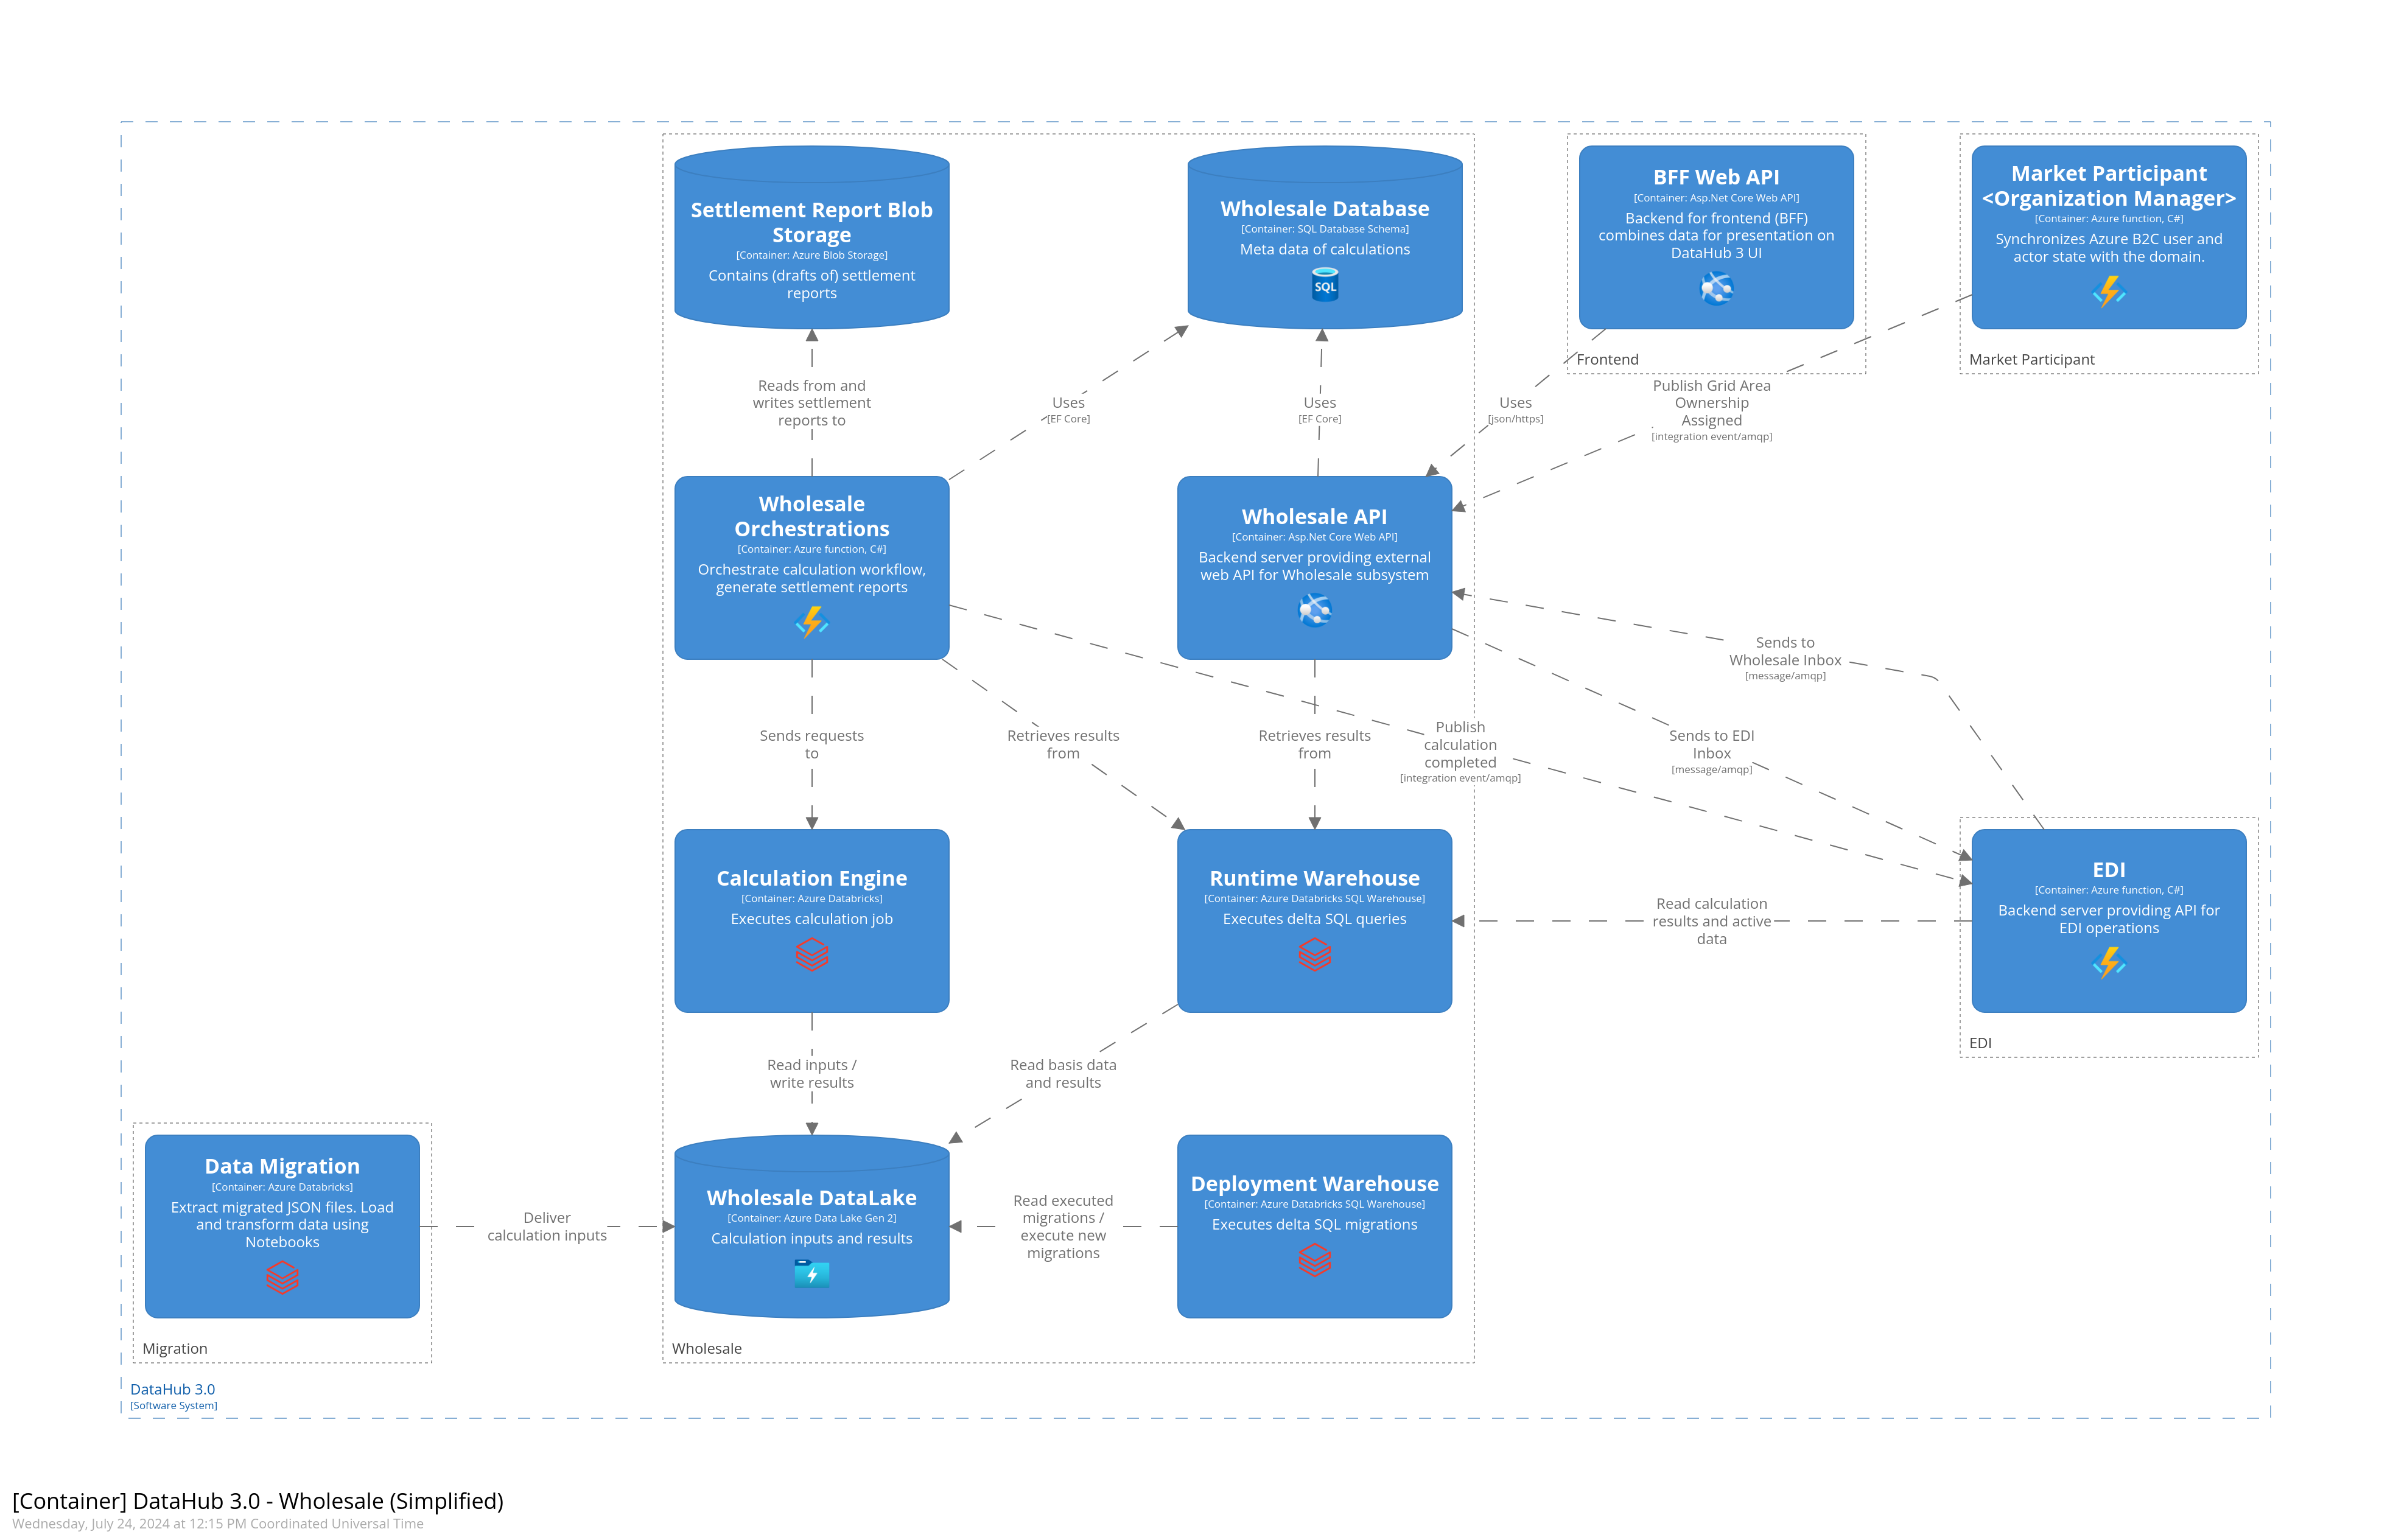 Settlement Report Blob
Storage
[Container: Azure Blob Storage]
Contains (drafts of) settlement
reports
Wholesale Database
[Container: SQL Database Schema]
Meta data of calculations
SQL
BFF Web API
[Container: Asp.Net Core Web API]
Backend for frontend (BFF)
combines data for presentation on
DataHub 3 UI
Frontend
Market Participant
<Organization Manager>
[Container: Azure function, C#]
Synchronizes Azure B2C user and
actor state with the domain.
Market Participant
Reads from and
writes settlement
reports to
Uses
[EF Core]
Uses
[EF Core]
Uses
[json/https]
Publish Grid Area
Ownership
Assigned
[integration event/amqp]
Wholesale
Orchestrations
[Container: Azure function, C#]
Orchestrate calculation workflow,
generate settlement reports
Wholesale API
[Container: Asp.Net Core Web API]
Backend server providing external
web API for Wholesale subsystem
Sends to
Wholesale Inbox
[message/amqp]
Sends requests
to
Retrieves results
from
Retrieves results
from
Publish
calculation
completed
[integration event/amqp]
Sends to EDI
Inbox
[message/amqp]
Calculation Engine
[Container: Azure Databricks]
Executes calculation job
Runtime Warehouse
[Container: Azure Databricks SQL Warehouse]
Executes delta SQL queries
Read calculation
results and active
data
EDI
[Container: Azure function, C#]
Backend server providing API for
EDI operations
EDI
Read inputs /
write results
Read basis data
and results
Data Migration
[Container: Azure Databricks]
Extract migrated JSON files. Load
and transform data using
Notebooks
Migration
Deliver
calculation inputs
Wholesale DataLake
[Container: Azure Data Lake Gen 2]
Calculation inputs and results
Read executed
migrations /
execute new
migrations
Deployment Warehouse
[Container: Azure Databricks SQL Warehouse]
Executes delta SQL migrations
Wholesale
DataHub 3.0
[Software System]
[Container] DataHub 3.0 - Wholesale (Simplified)
Wednesday, July 24, 2024 at 12:15 PM Coordinated Universal Time